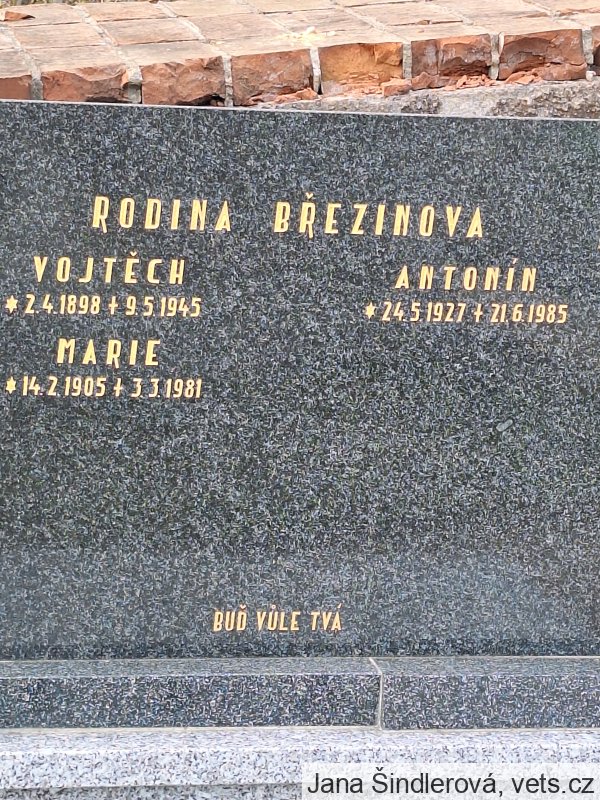 RODINA BŘEZINOVA
VOJTĚCH
* 2.4.1898 + 9.5.1945
MARIE
* 14.2.1905 + 3.3.1981
ANTONÍN
* 24.5.1927 + 21.6.1985
BUĎ VŮLE TVÁ
Jana Šindlerová, vets.cz